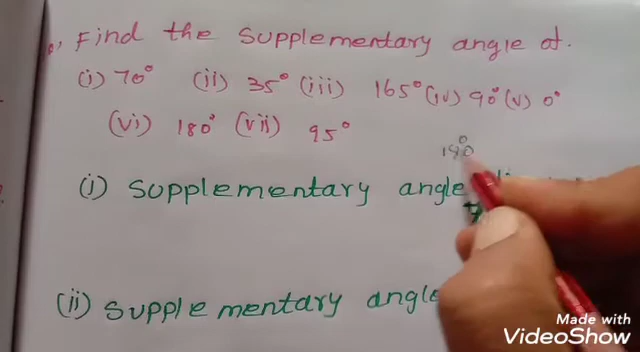 Find the supplementary angle of.
(i) 70° (ii) 35° (iii) 165° (iv) 90° (v) 0°
(vi) 180° (vii) 95°
180°
(i) Supplementary angle
(ii) Supplementary angle
Made with
VideoShow